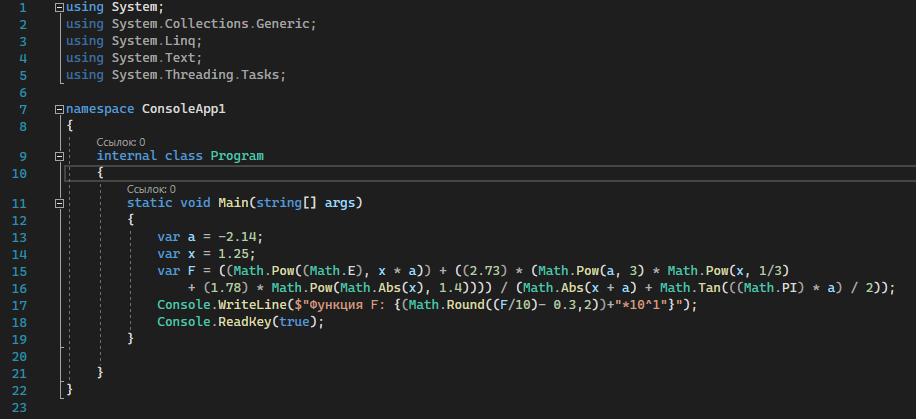 1 using System;
2 using System.Collections.Generic;
3 using System.Linq;
4 using System.Text;
5 using System.Threading.Tasks;
6
7 namespace ConsoleApp1
8 {
Ссылок: 0
9 internal class Program
10 {
Ссылок: 0
11 static void Main(string[] args)
12 {
13 var a = -2.14;
14 var x = 1.25;
15 var F = ((Math.Pow((Math.E), x * a)) + ((2.73) * (Math.Pow(a, 3) * Math.Pow(x, 1/3)
16 + (1.78) * Math.Pow(Math.Abs(x), 1.4)))) / (Math.Abs(x + a) + Math.Tan(((Math.PI) * a) / 2));
17 Console.WriteLine($"Функция F: {(Math.Round((F/10)- 0.3,2))+"*10^1"}");
18 Console.ReadKey(true);
19 }
20
21 }
22 }
23